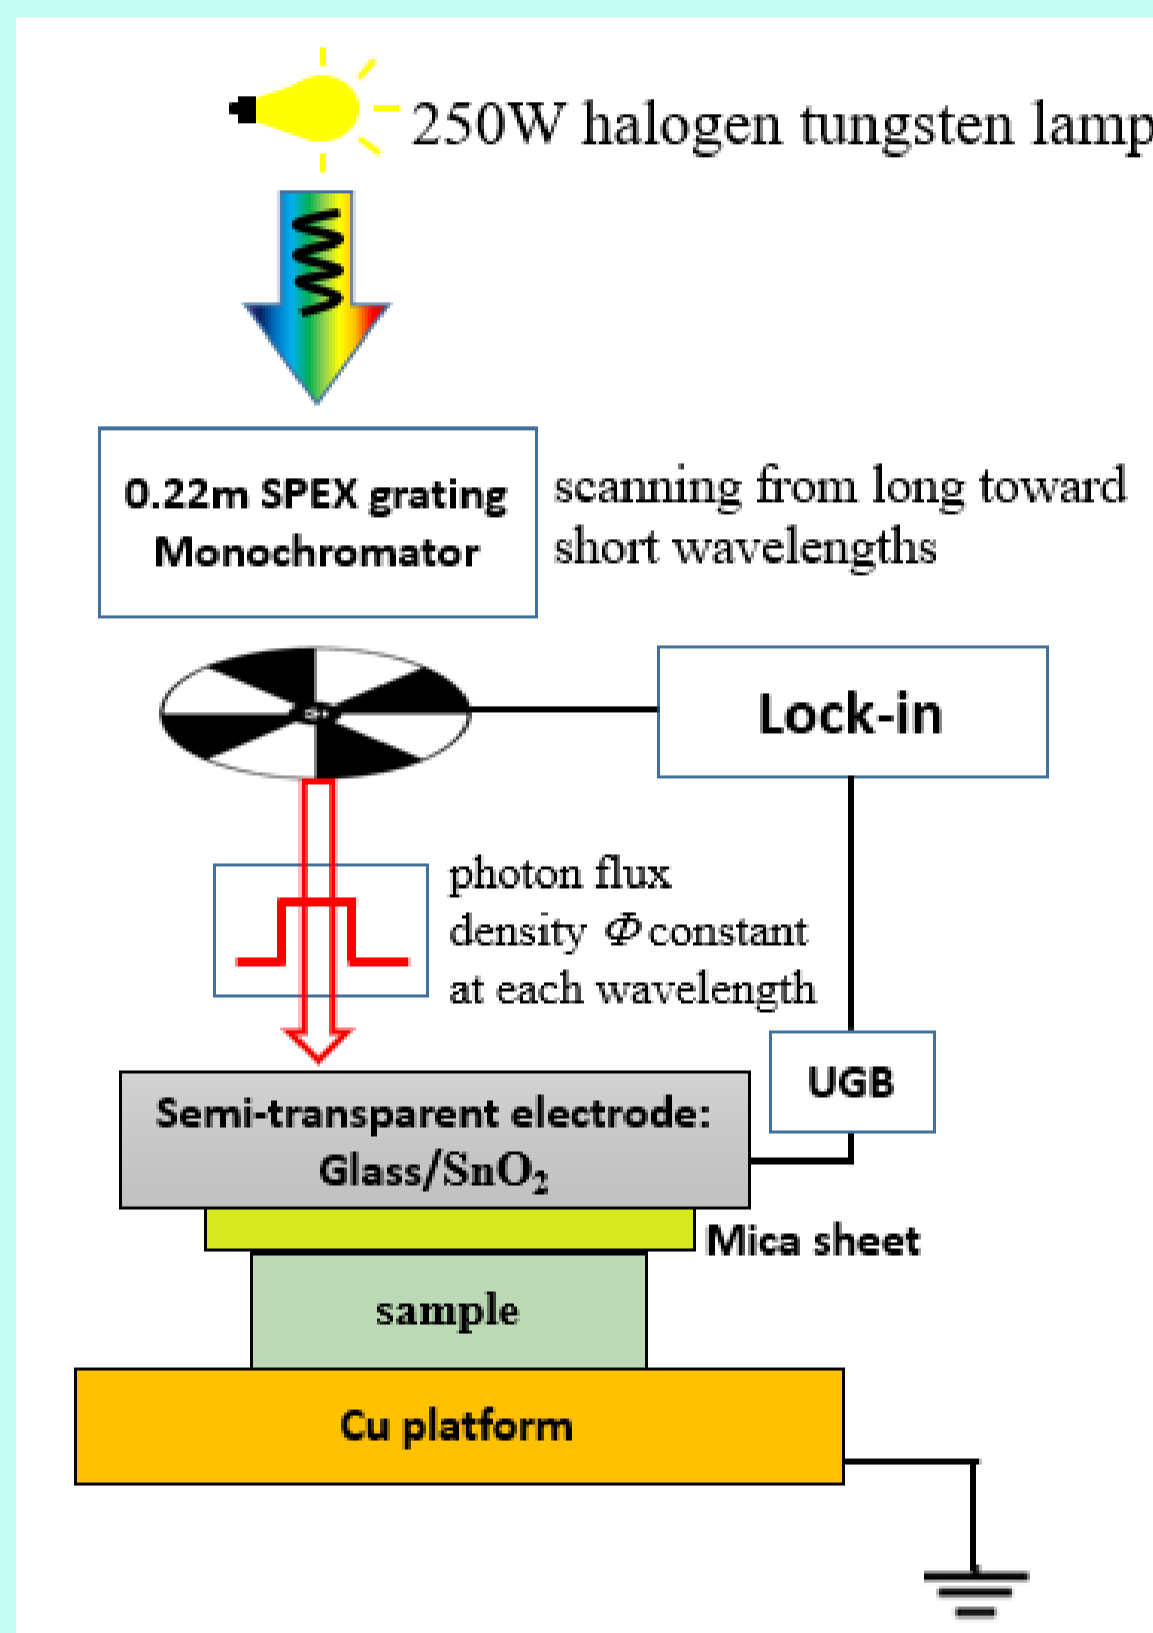 250W halogen tungsten lamp
0.22m SPEX grating
Monochromator
scanning from long toward
short wavelengths
Lock-in
photon flux
density Φ constant
at each wavelength
UGB
Semi-transparent electrode:
Glass/SnO₂
Mica sheet
sample
Cu platform